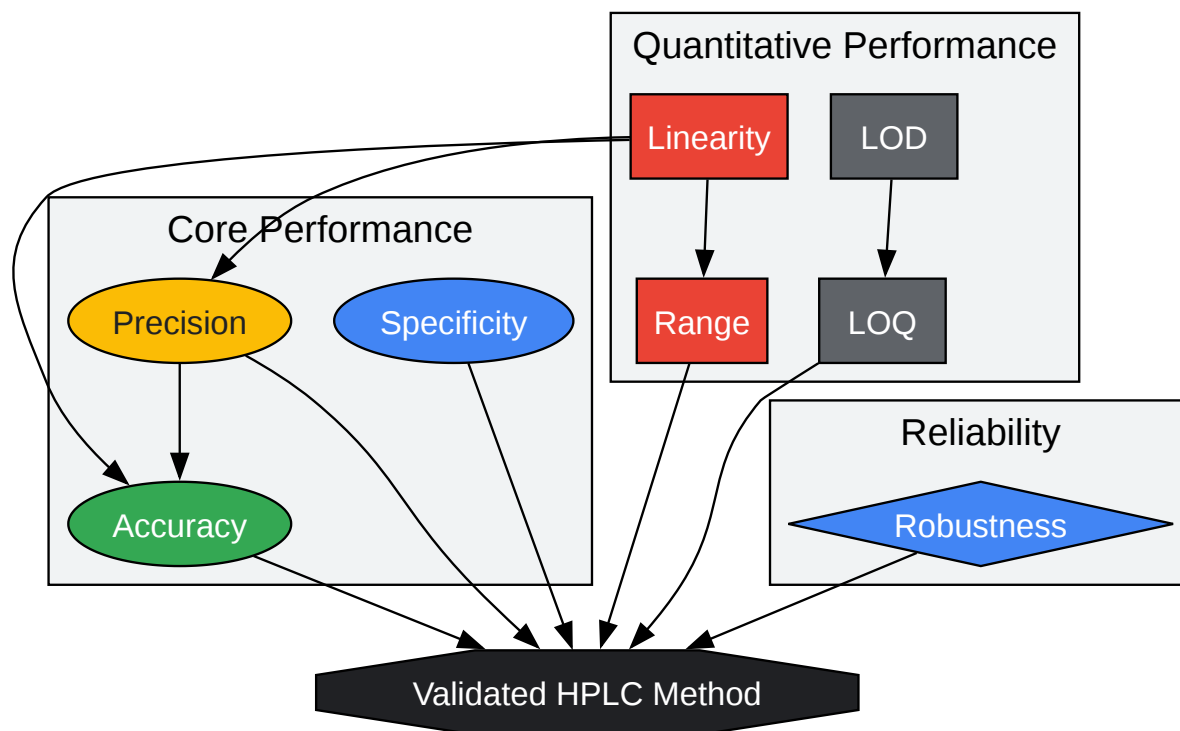 Quantitative Performance
Linearity
LOD
Core Performance
Precision
Specificity
Range
LOQ
Reliability
Accuracy
Robustness
Validated HPLC Method